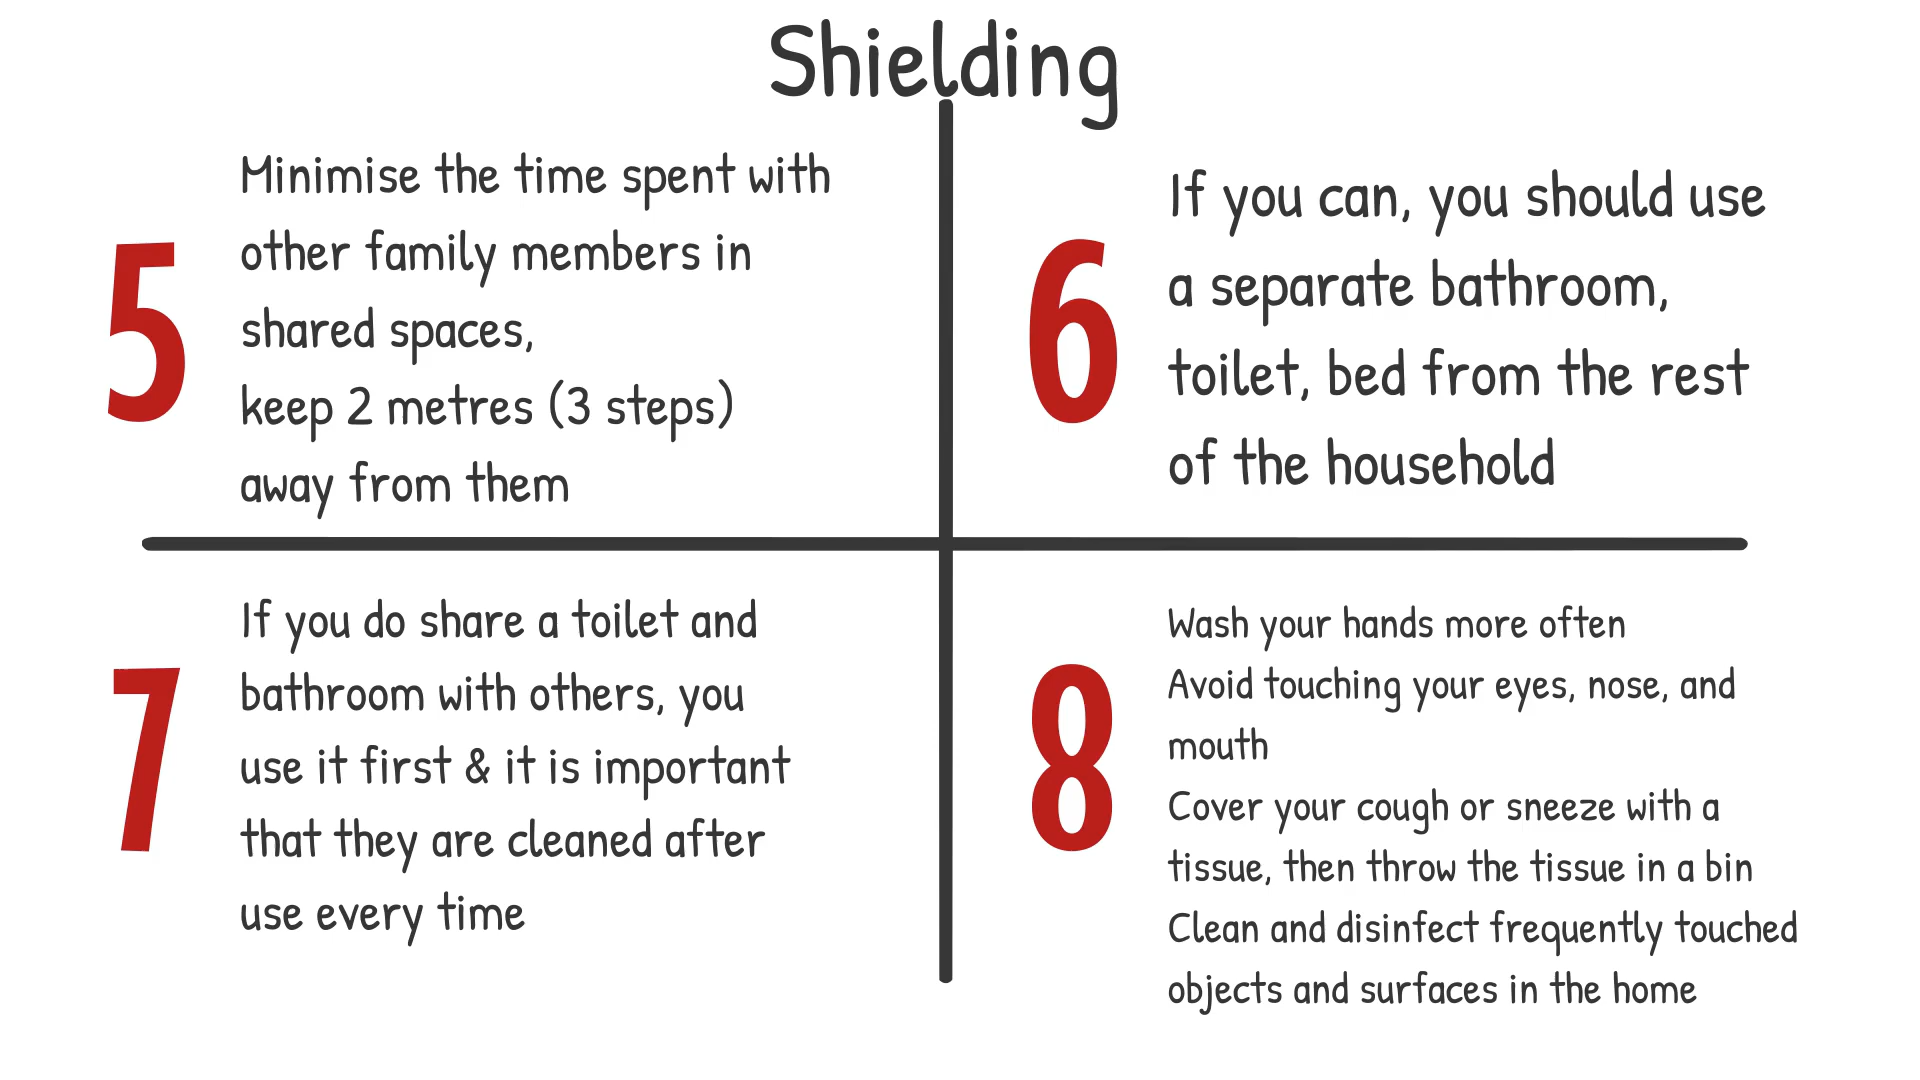 Shielding
5
Minimise the time spent with
other family members in
shared spaces,
keep 2 metres (3 steps)
away from them
6
If you can, you should use
a separate bathroom,
toilet, bed from the rest
of the household
7
If you do share a toilet and
bathroom with others, you
use it first & it is important
that they are cleaned after
use every time
8
Wash your hands more often
Avoid touching your eyes, nose, and
mouth
Cover your cough or sneeze with a
tissue, then throw the tissue in a bin
Clean and disinfect frequently touched
objects and surfaces in the home